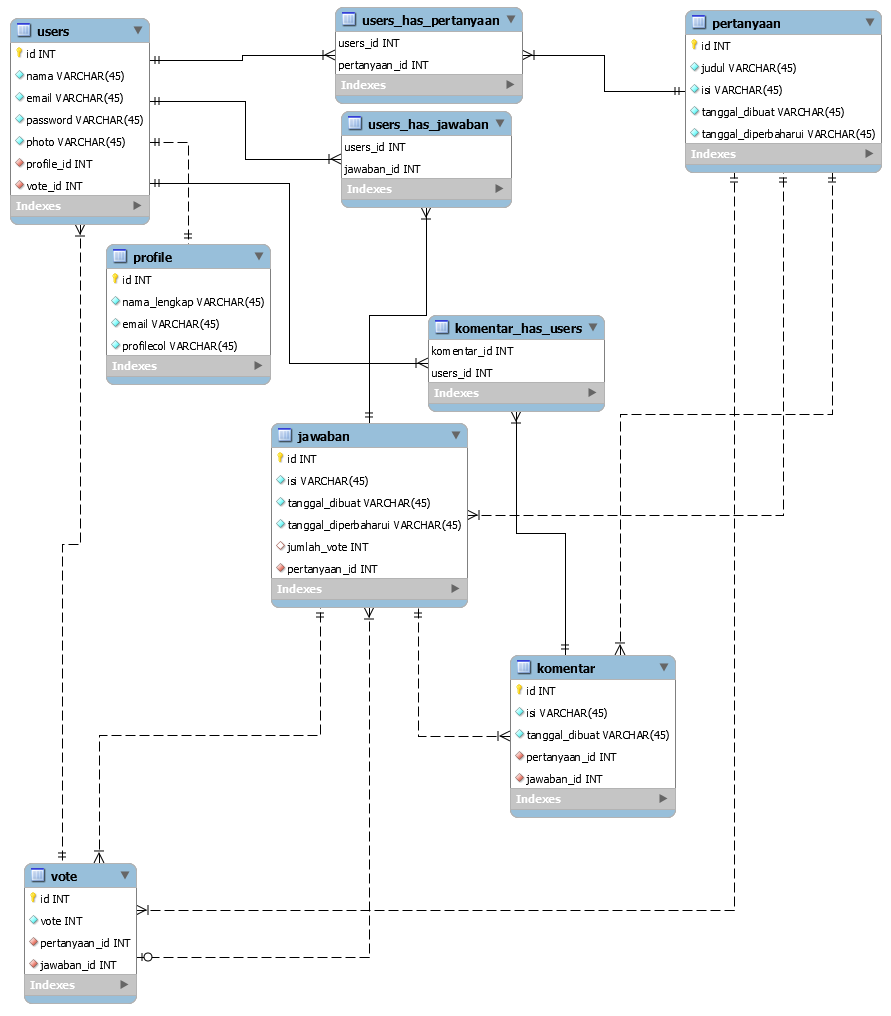 users
id INT
nama VARCHAR(45)
email VARCHAR(45)
password VARCHAR(45)
photo VARCHAR(45)
profile_id INT
vote_id INT
Indexes
users_has_pertanyaan
users_id INT
pertanyaan_id INT
Indexes
pertanyaan
id INT
judul VARCHAR(45)
isi VARCHAR(45)
tanggal_dibuat VARCHAR(45)
tanggal_diperbaharui VARCHAR(45)
Indexes
users_has_jawaban
users_id INT
jawaban_id INT
Indexes
profile
id INT
nama_lengkap VARCHAR(45)
email VARCHAR(45)
profilecol VARCHAR(45)
Indexes
komentar_has_users
komentar_id INT
users_id INT
Indexes
jawaban
id INT
isi VARCHAR(45)
tanggal_dibuat VARCHAR(45)
tanggal_diperbaharui VARCHAR(45)
jumlah_vote INT
pertanyaan_id INT
Indexes
komentar
id INT
isi VARCHAR(45)
tanggal_dibuat VARCHAR(45)
pertanyaan_id INT
jawaban_id INT
Indexes
vote
id INT
vote INT
pertanyaan_id INT
jawaban_id INT
Indexes